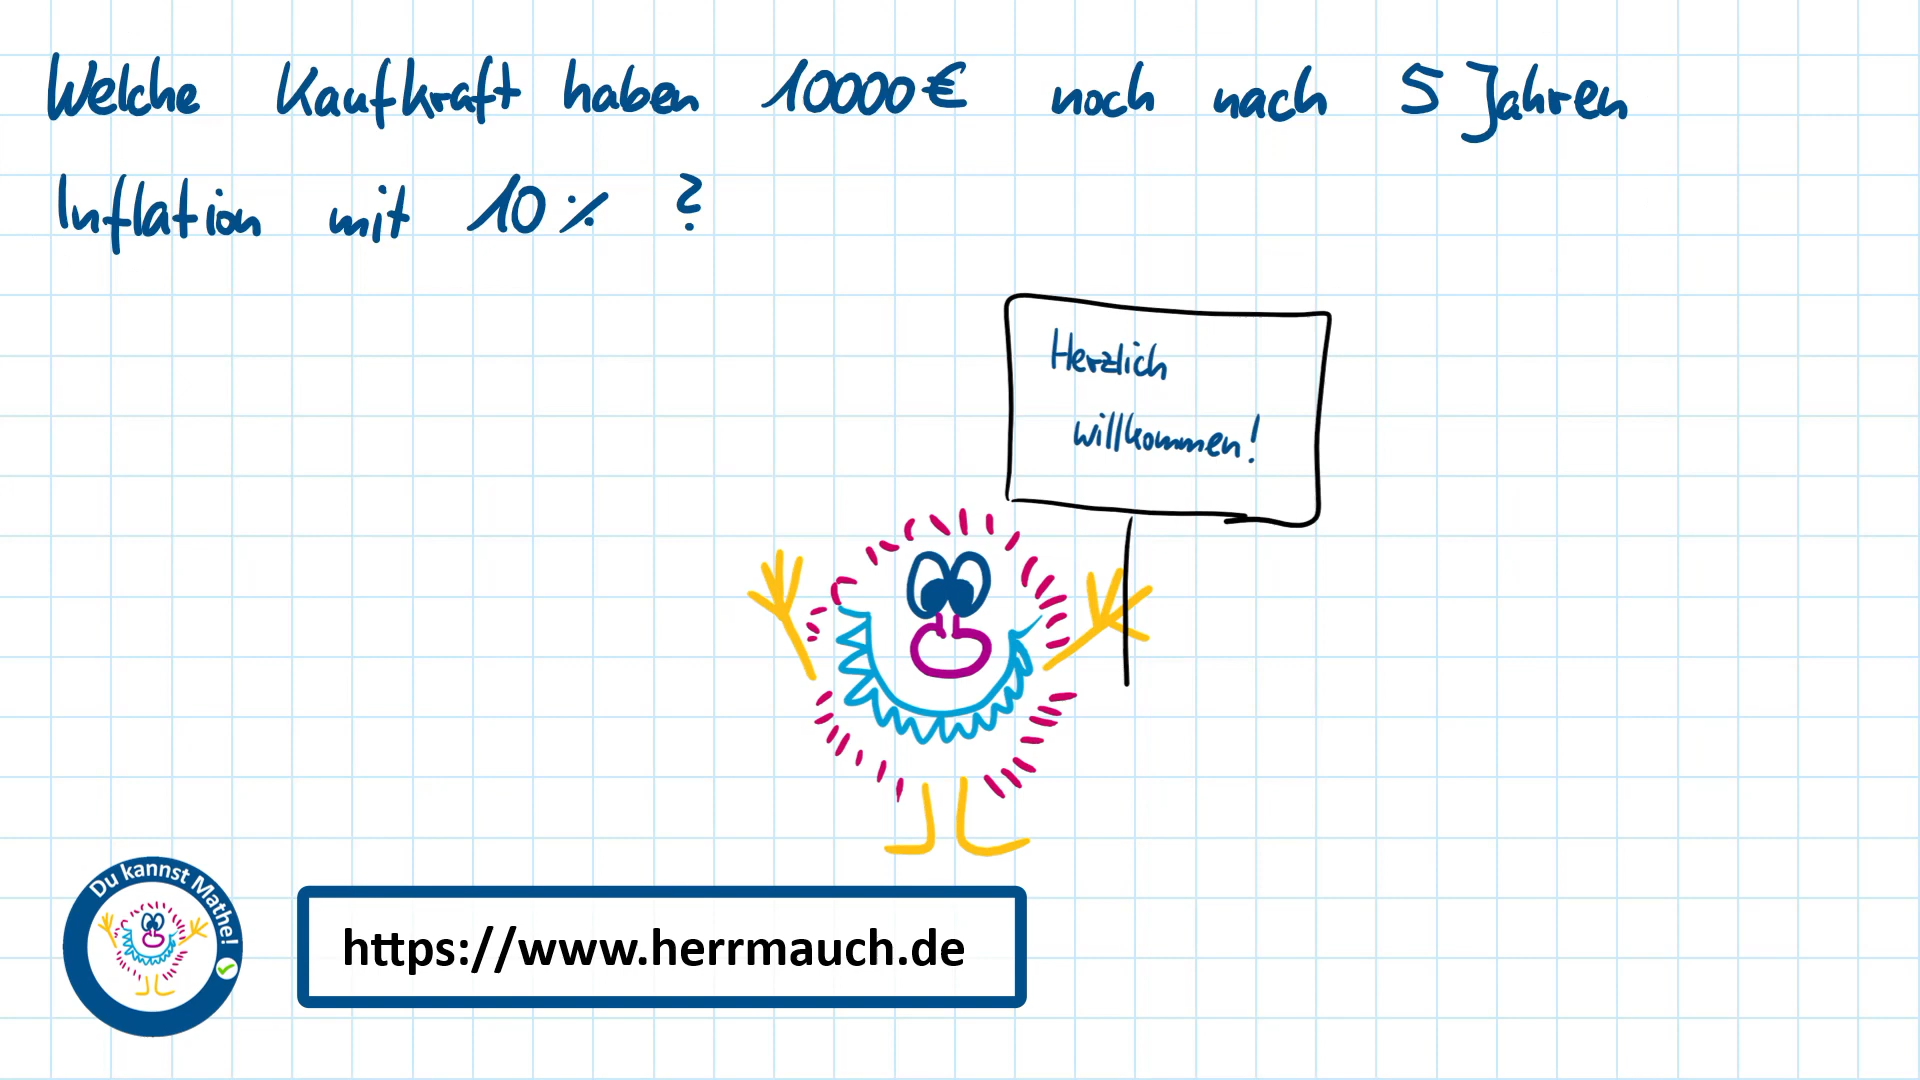 Welche Kaufkraft haben 10000€ noch nach 5 Jahren
Inflation mit 10% ?
Herzlich
willkommen!
Du kannst Mathe!
https://www.herrmauch.de